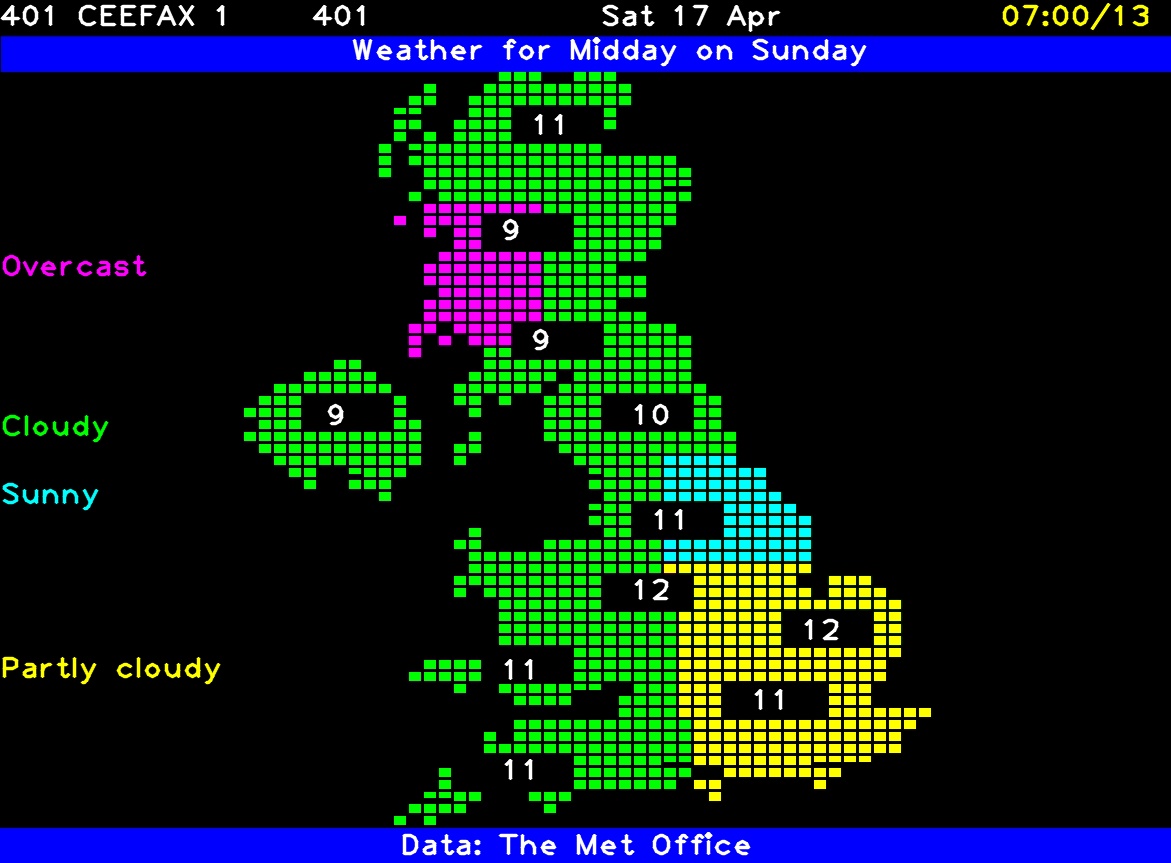 401 CEEFAX 1 401 Sat 17 Apr 07:00/13
Weather for Midday on Sunday
11
9
Overcast
9
9 10
Cloudy
Sunny
11
12
12
Partly cloudy 11
11
11
Data: The Met Office